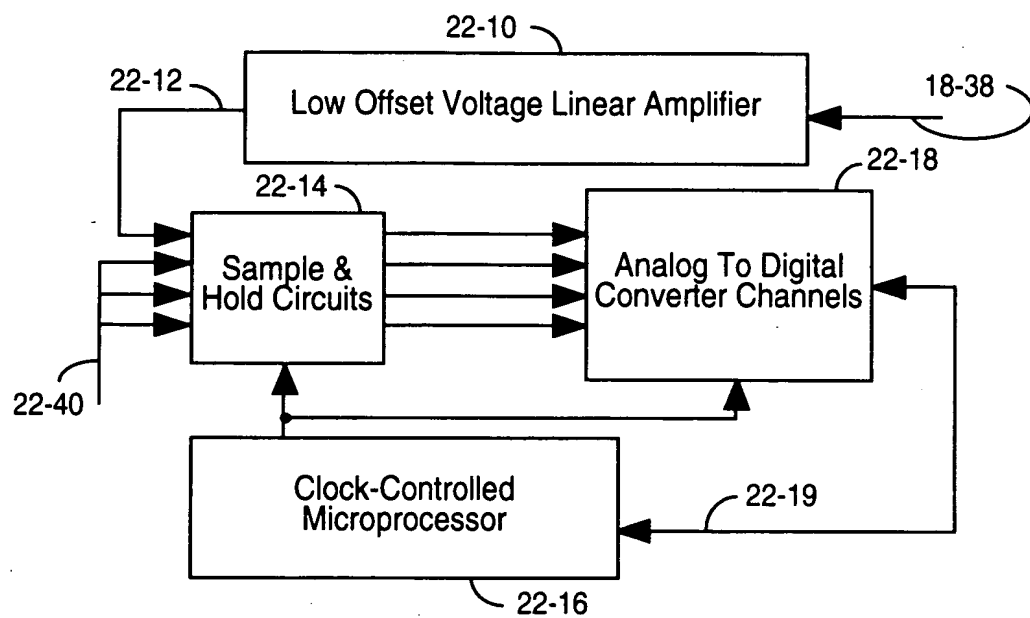 22-10
22-12
Low Offset Voltage Linear Amplifier
18-38
22-18
22-14
Sample &
Hold Circuits
Analog To Digital
Converter Channels
22-40
Clock-Controlled
Microprocessor
22-19
22-16